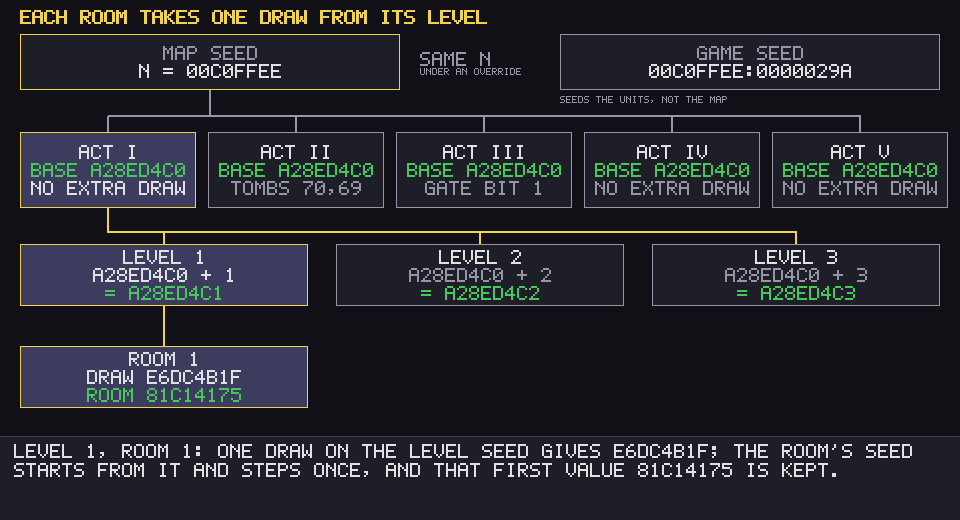 EACH ROOM TAKES ONE DRAW FROM ITS LEVEL
MAP SEED
N = 00C0FFEE
SAME N
UNDER AN OVERRIDE
GAME SEED
00C0FFEE:0000029A
SEEDS THE UNITS, NOT THE MAP
ACT I
BASE A28ED4C0
NO EXTRA DRAW
ACT II
BASE A28ED4C0
TOMBS 70,69
ACT III
BASE A28ED4C0
GATE BIT 1
ACT IV
BASE A28ED4C0
NO EXTRA DRAW
ACT V
BASE A28ED4C0
NO EXTRA DRAW
LEVEL 1
A28ED4C0 + 1
= A28ED4C1
LEVEL 2
A28ED4C0 + 2
= A28ED4C2
LEVEL 3
A28ED4C0 + 3
= A28ED4C3
ROOM 1
DRAW E6DC4B1F
ROOM 81C14175
LEVEL 1, ROOM 1: ONE DRAW ON THE LEVEL SEED GIVES E6DC4B1F; THE ROOM'S SEED
STARTS FROM IT AND STEPS ONCE, AND THAT FIRST VALUE 81C14175 IS KEPT.